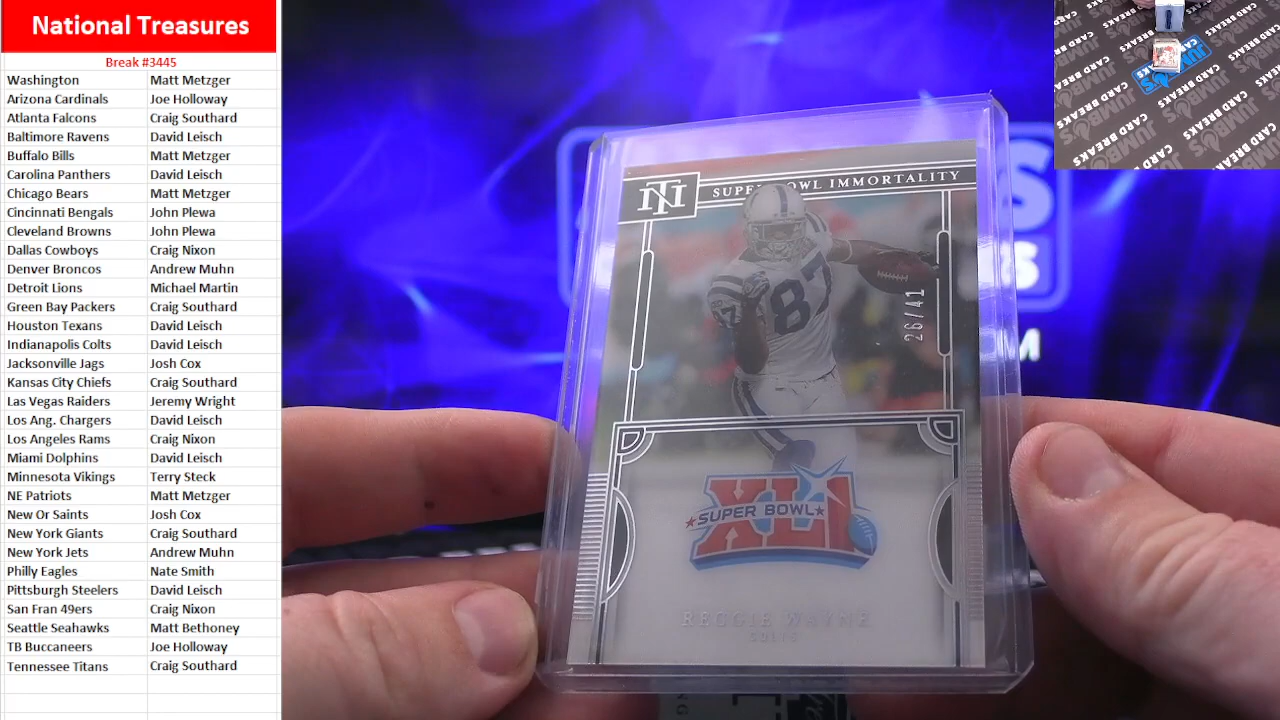 National Treasures
Break #3445
Washington Matt Metzger
Arizona Cardinals Joe Holloway
Atlanta Falcons Craig Southard
Baltimore Ravens David Leisch
Buffalo Bills Matt Metzger
Carolina Panthers David Leisch
Chicago Bears Matt Metzger
Cincinnati Bengals John Plewa
Cleveland Browns John Plewa
Dallas Cowboys Craig Nixon
Denver Broncos Andrew Muhn
Detroit Lions Michael Martin
Green Bay Packers Craig Southard
Houston Texans David Leisch
Indianapolis Colts David Leisch
Jacksonville Jags Josh Cox
Kansas City Chiefs Craig Southard
Las Vegas Raiders Jeremy Wright
Los Ang. Chargers David Leisch
Los Angeles Rams Craig Nixon
Miami Dolphins David Leisch
Minnesota Vikings Terry Steck
NE Patriots Matt Metzger
New Or Saints Josh Cox
New York Giants Craig Southard
New York Jets Andrew Muhn
Philly Eagles Nate Smith
Pittsburgh Steelers David Leisch
San Fran 49ers Craig Nixon
Seattle Seahawks Matt Bethoney
TB Buccaneers Joe Holloway
Tennessee Titans Craig Southard
NT SUPER BOWL IMMORTALITY
87
26/41
XLI
SUPER BOWL
REGGIE WAYNE
COLTS
JUMBO'S
CARD BREAKS